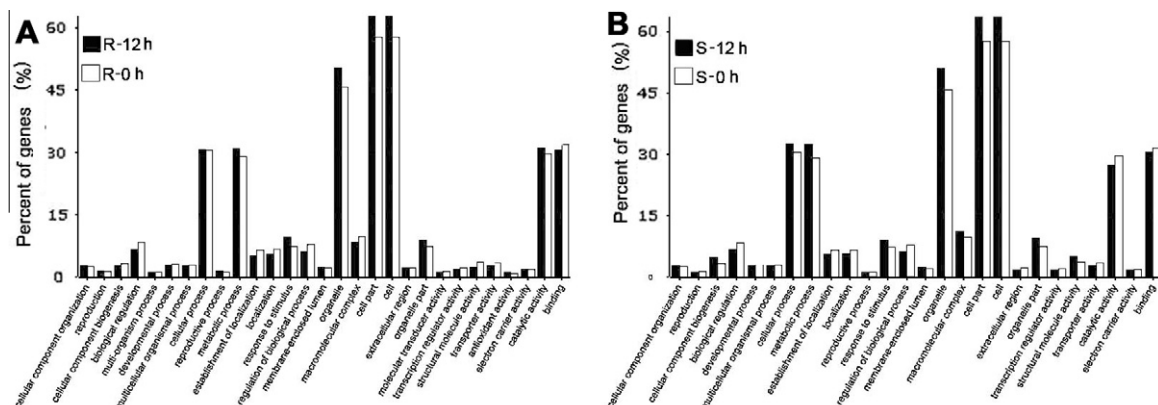 A
R-12 h
R-0 h
Percent of genes (%)
60
45
30
15
0
cellular component organization
reproduction
cellular component biogenesis
biological regulation
multi-organism process
developmental process
multicellular organismal process
cellular process
reproductive process
metabolic process
establishment of localization
localization
response to stimulus
regulation of biological process
membrane-enclosed lumen
organelle
macromolecular complex
cell part
cell
extracellular region
organelle part
molecular transducer activity
transcription regulator activity
structural molecule activity
transporter activity
antioxidant activity
electron carrier activity
catalytic activity
binding
B
S-12 h
S-0 h
Percent of genes (%)
60
45
30
15
0
cellular component organization
reproduction
cellular component biogenesis
biological regulation
developmental process
multicellular organismal process
cellular process
metabolic process
establishment of localization
localization
reproductive process
response to stimulus
regulation of biological process
membrane-enclosed lumen
organelle
macromolecular complex
cell part
cell
extracellular region
organelle part
transcription regulator activity
structural molecule activity
transporter activity
catalytic activity
electron carrier activity
binding